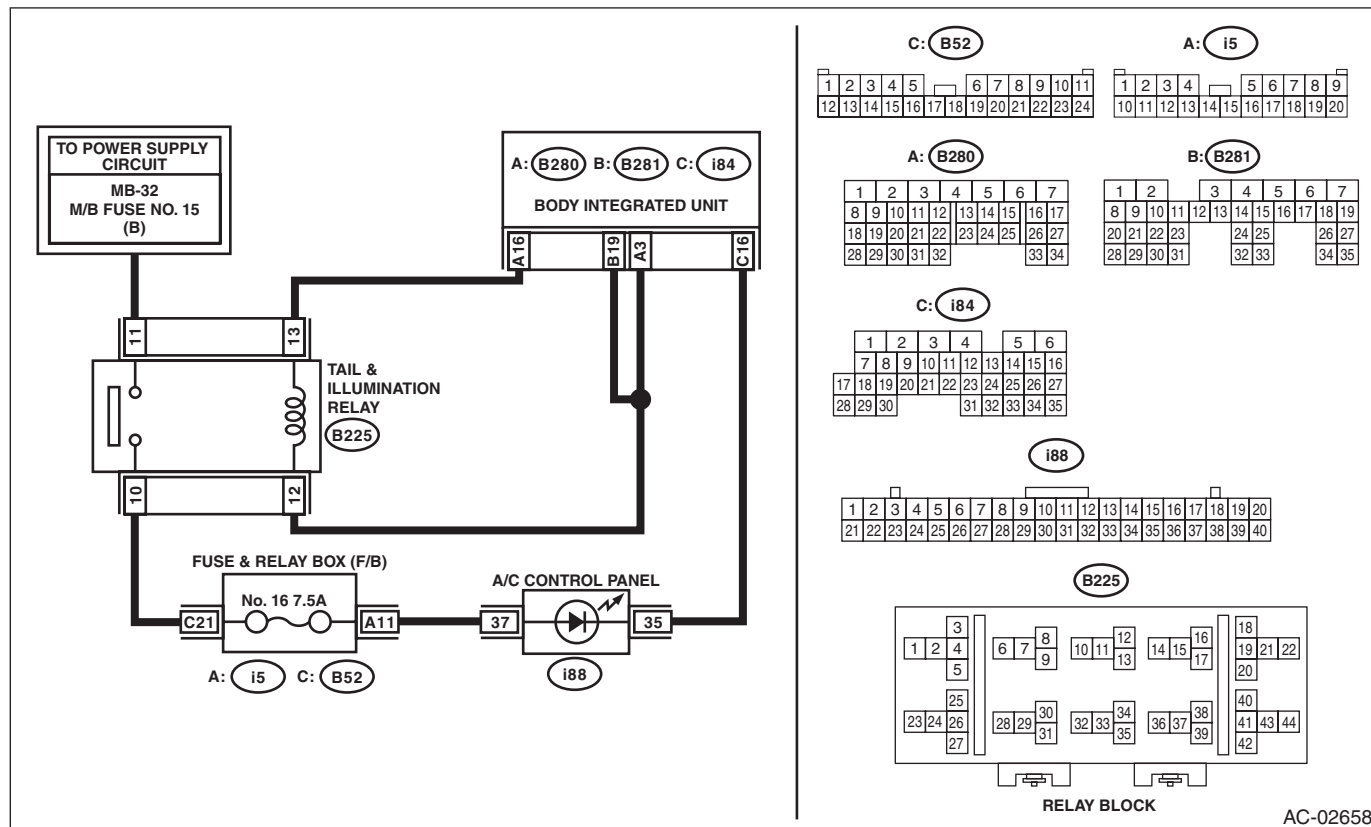 TO POWER SUPPLY
CIRCUIT
MB-32
M/B FUSE NO. 15
(B)
A: B280 B: B281 C: i84
BODY INTEGRATED UNIT
A16 B19 A3 C16
11 13
TAIL &
ILLUMINATION
RELAY
B225
10 12
FUSE & RELAY BOX (F/B)
No. 16 7.5A
C21 A11
A: i5 C: B52
A/C CONTROL PANEL
37 35
i88
C: B52
1 2 3 4 5 6 7 8 9 10 11
12 13 14 15 16 17 18 19 20 21 22 23 24
A: i5
1 2 3 4 5 6 7 8 9
10 11 12 13 14 15 16 17 18 19 20
A: B280
1 2 3 4 5 6 7
8 9 10 11 12 13 14 15 16 17
18 19 20 21 22 23 24 25 26 27
28 29 30 31 32 33 34
B: B281
1 2 3 4 5 6 7
8 9 10 11 12 13 14 15 16 17 18 19
20 21 22 23 24 25 26 27
28 29 30 31 32 33 34 35
C: i84
1 2 3 4 5 6
7 8 9 10 11 12 13 14 15 16
17 18 19 20 21 22 23 24 25 26 27
28 29 30 31 32 33 34 35
i88
1 2 3 4 5 6 7 8 9 10 11 12 13 14 15 16 17 18 19 20
21 22 23 24 25 26 27 28 29 30 31 32 33 34 35 36 37 38 39 40
B225
3 8 12 16 18
1 2 4 6 7 10 11 14 15 19 21 22
5 9 13 17 20
25 30 34 38 40
23 24 26 28 29 32 33 36 37 41 43 44
27 31 35 39 42
RELAY BLOCK
AC-02658